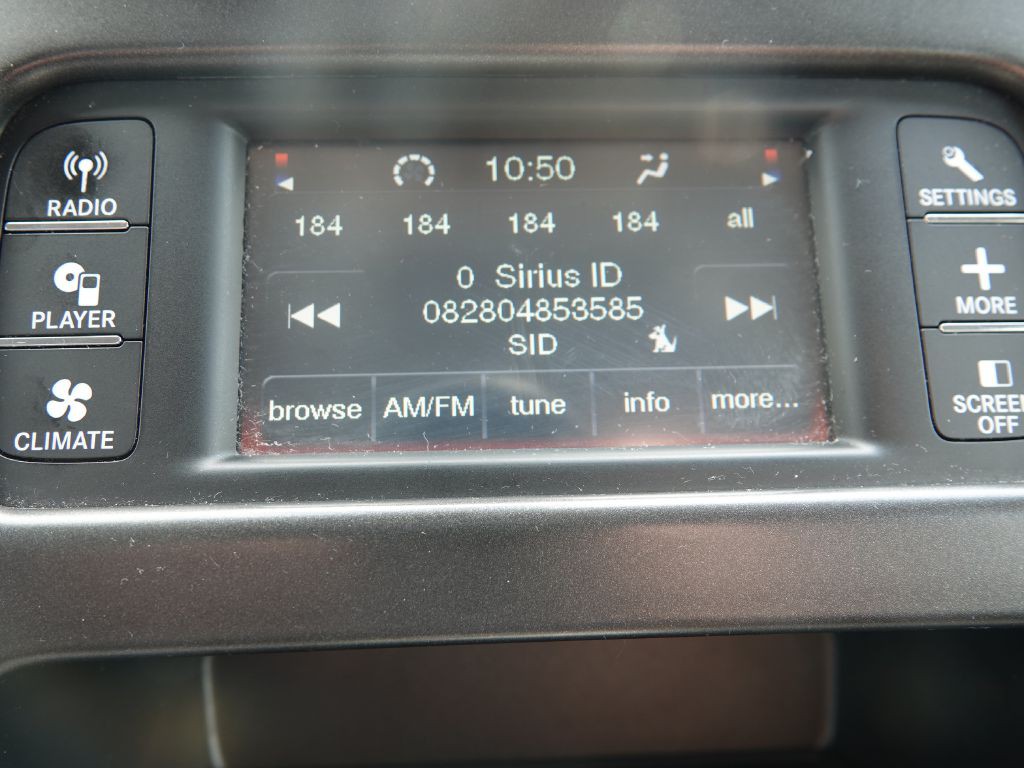 10:50
184 184 184 184 all
0 Sirius ID
082804853585
SID
browse AM/FM tune info more...
RADIO
PLAYER
CLIMATE
SETTINGS
MORE
SCREEN
OFF